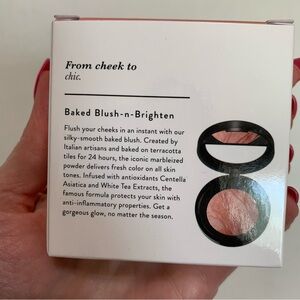 From cheek to
chic.
Baked Blush-n-Brighten
Flush your cheeks in an instant with our
silky-smooth baked blush. Created by
Italian artisans and baked on terracotta
tiles for 24 hours, the iconic marbleized
powder delivers fresh color on all skin
tones. Infused with antioxidants Centella
Asiatica and White Tea Extracts, the
famous formula protects your skin with
anti-inflammatory properties. Get a
gorgeous glow, no matter the season.